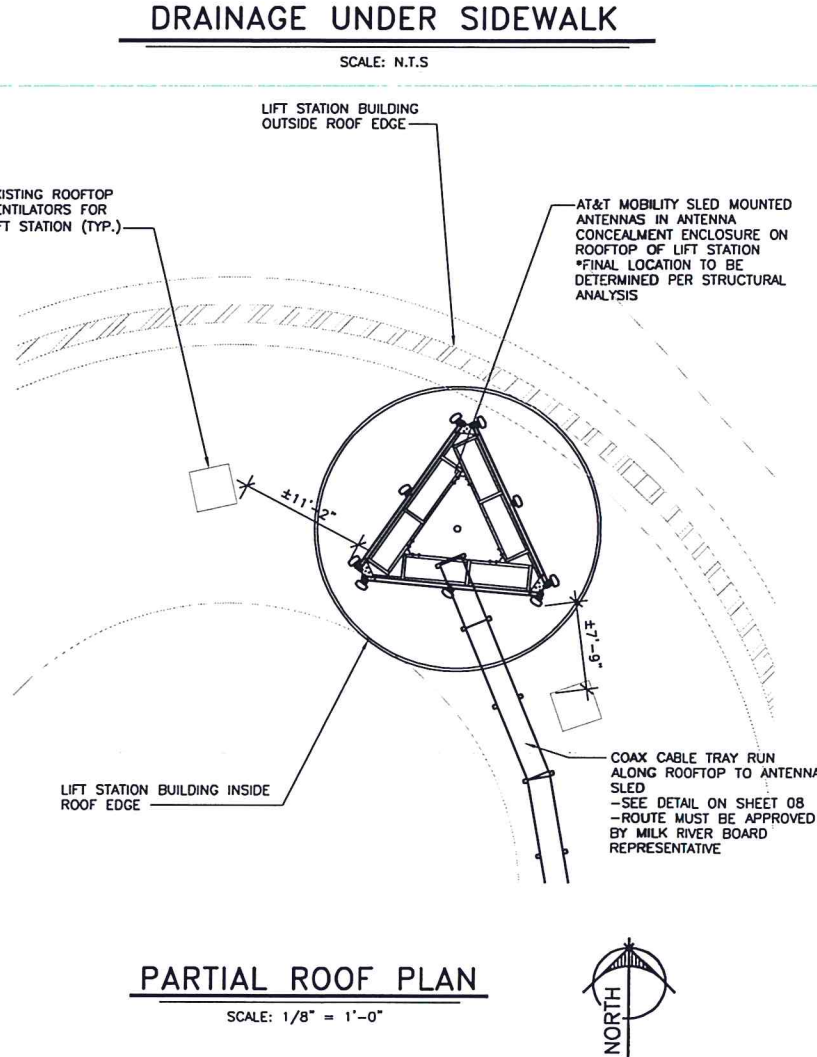 DRAINAGE UNDER SIDEWALK
SCALE: N.T.S
LIFT STATION BUILDING
OUTSIDE ROOF EDGE
XISTING ROOFTOP
ENTILATORS FOR
FT STATION (TYP.)
AT&T MOBILITY SLED MOUNTED
ANTENNAS IN ANTENNA
CONCEALMENT ENCLOSURE ON
ROOFTOP OF LIFT STATION
*FINAL LOCATION TO BE
DETERMINED PER STRUCTURAL
ANALYSIS
±11'-2"
±7'-9"
LIFT STATION BUILDING INSIDE
ROOF EDGE
COAX CABLE TRAY RUN
ALONG ROOFTOP TO ANTENNA
SLED
-SEE DETAIL ON SHEET 08
-ROUTE MUST BE APPROVED
BY MILK RIVER BOARD
REPRESENTATIVE
PARTIAL ROOF PLAN
SCALE: 1/8" = 1'-0"
NORTH